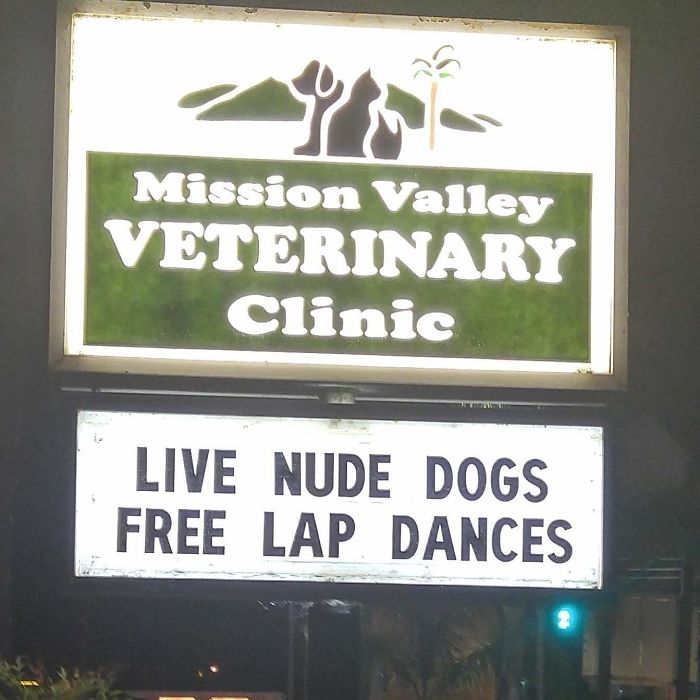 Mission Valley
VETERINARY
Clinic
LIVE NUDE DOGS
FREE LAP DANCES